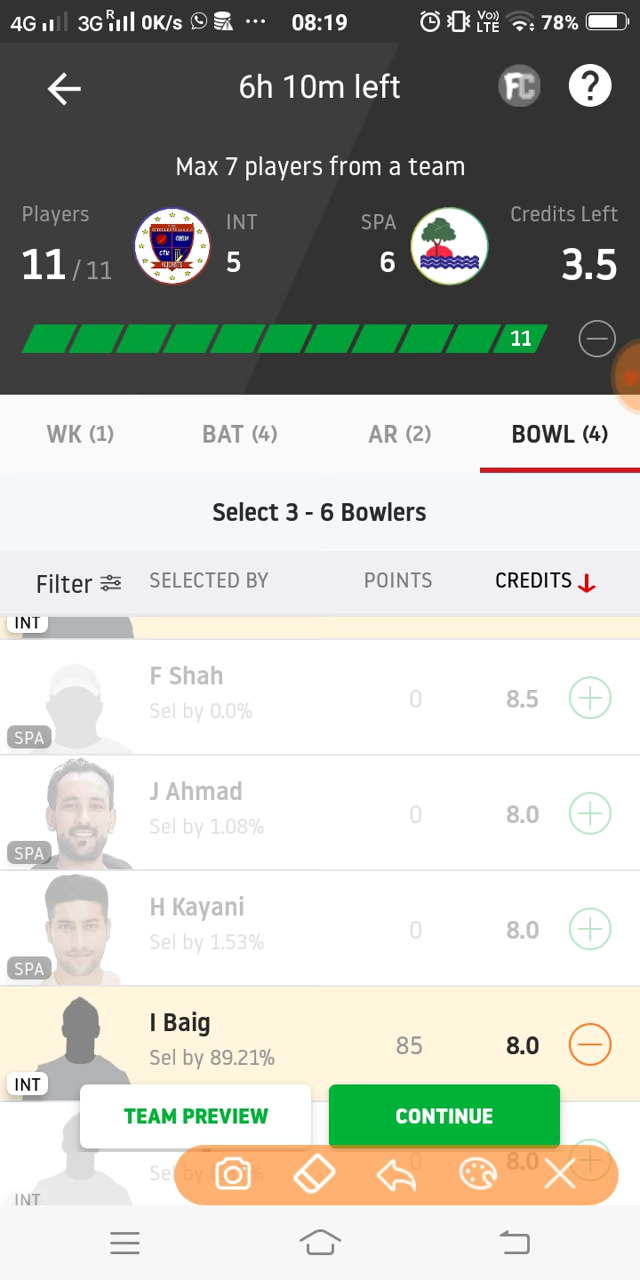 4G 3G R 0K/s ... 08:19 Vo) LTE 78%
6h 10m left FC ?
Max 7 players from a team
Players INT SPA Credits Left
11 / 11 5 6 3.5
11
WK (1) BAT (4) AR (2) BOWL (4)
Select 3 - 6 Bowlers
Filter SELECTED BY POINTS CREDITS
INT
F Shah
Sel by 0.0% 0 8.5
SPA
J Ahmad
Sel by 1.08% 0 8.0
SPA
H Kayani
Sel by 1.53% 0 8.0
SPA
I Baig
Sel by 89.21% 85 8.0
INT
TEAM PREVIEW CONTINUE
Sel 0 8.0
INT